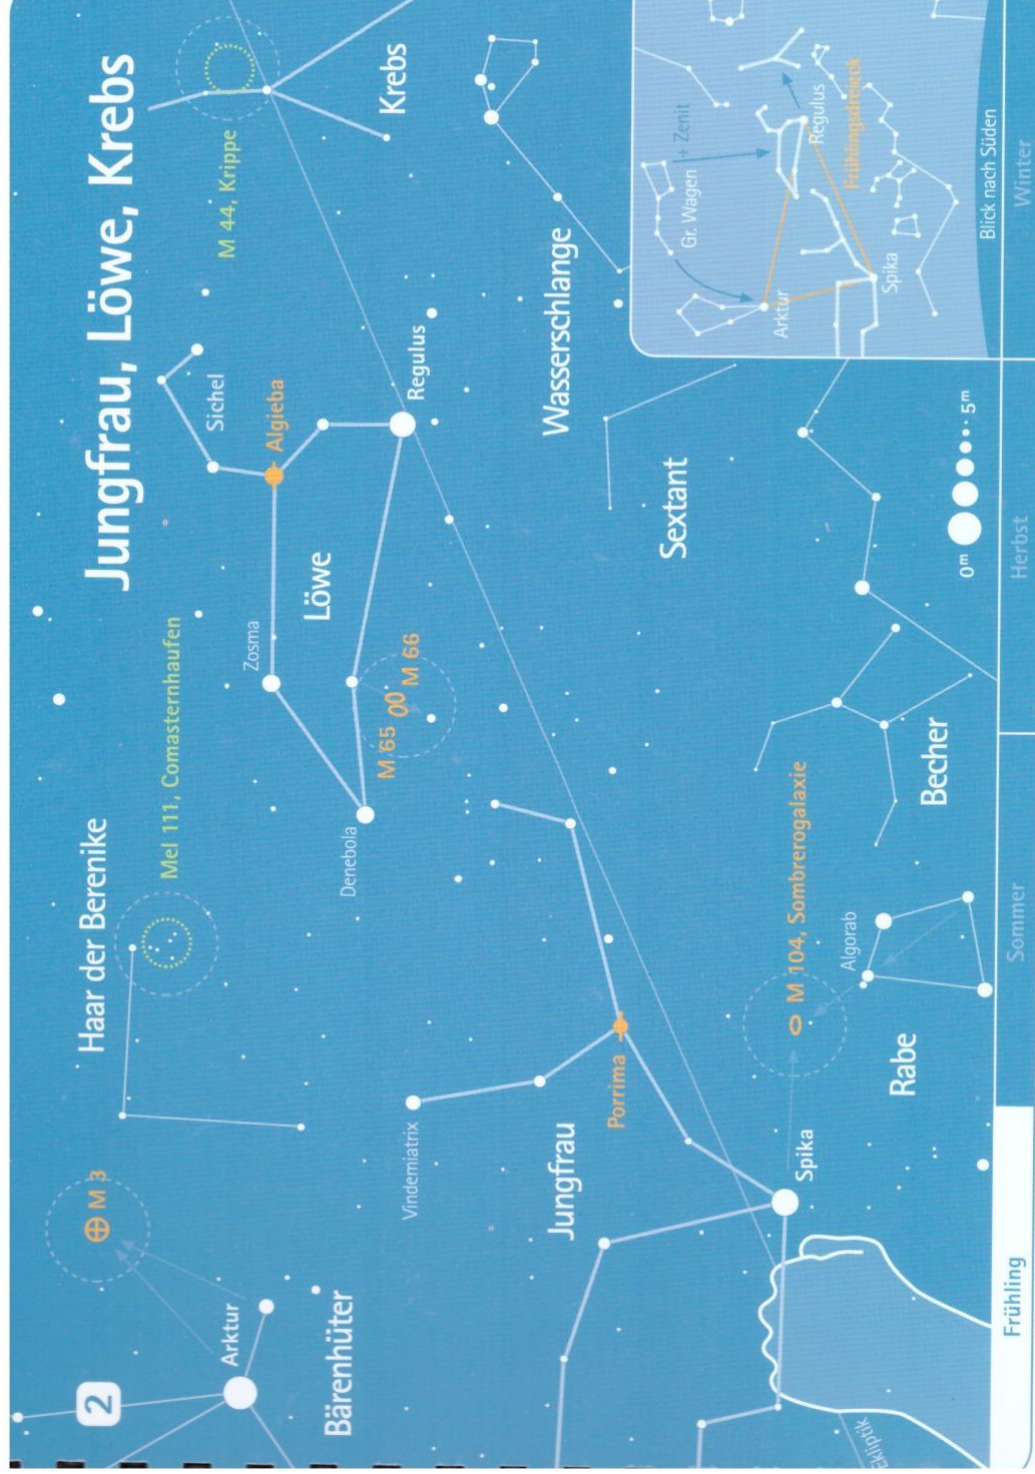 2
Jungfrau, Löwe, Krebs
Haar der Berenike
Mel 111, Comasternhaufen
M 44, Krippe
M 3
Arktur
Bärenhüter
Zosma
Sichel
Algieba
Löwe
Krebs
Denebola
M 65
M 66
Regulus
Vindemiatrix
Jungfrau
Porrima
Wasserschlange
Sextant
Spika
M 104, Sombrerogalaxie
Algorab
Rabe
Becher
Ekliptik
0ᵐ
5ᵐ
Gr. Wagen
+ Zenit
Arktur
Regulus
Frühlingsdreieck
Spika
Blick nach Süden
Frühling
Sommer
Herbst
Winter